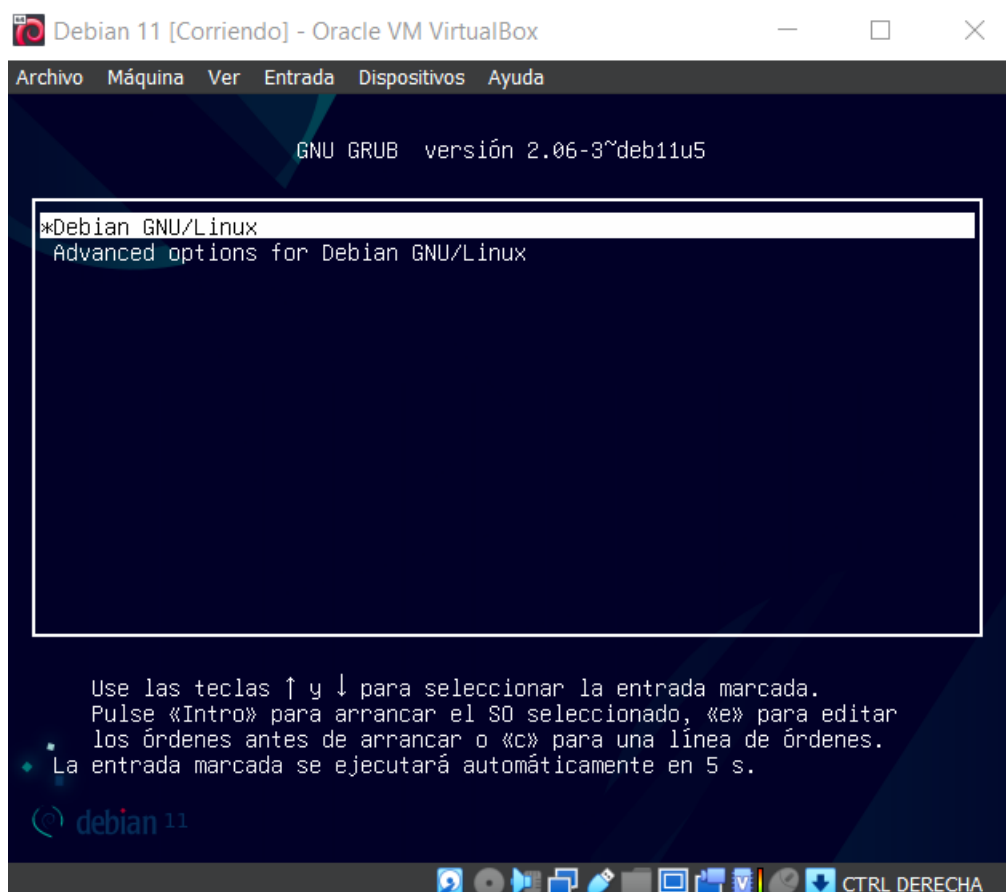 Debian 11 [Corriendo] - Oracle VM VirtualBox
Archivo Máquina Ver Entrada Dispositivos Ayuda
GNU GRUB versión 2.06-3~deb11u5
*Debian GNU/Linux
Advanced options for Debian GNU/Linux
Use las teclas ↑ y ↓ para seleccionar la entrada marcada.
Pulse «Intro» para arrancar el SO seleccionado, «e» para editar
los órdenes antes de arrancar o «c» para una línea de órdenes.
La entrada marcada se ejecutará automáticamente en 5 s.
debian 11
CTRL DERECHA